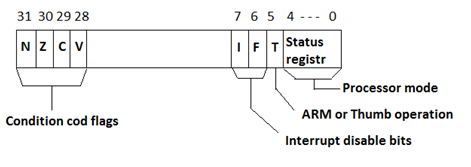 31 30 29 28 7 6 5 4 --- 0
N Z C V I F T Status
registr
Processor mode
ARM or Thumb operation
Condition cod flags
Interrupt disable bits